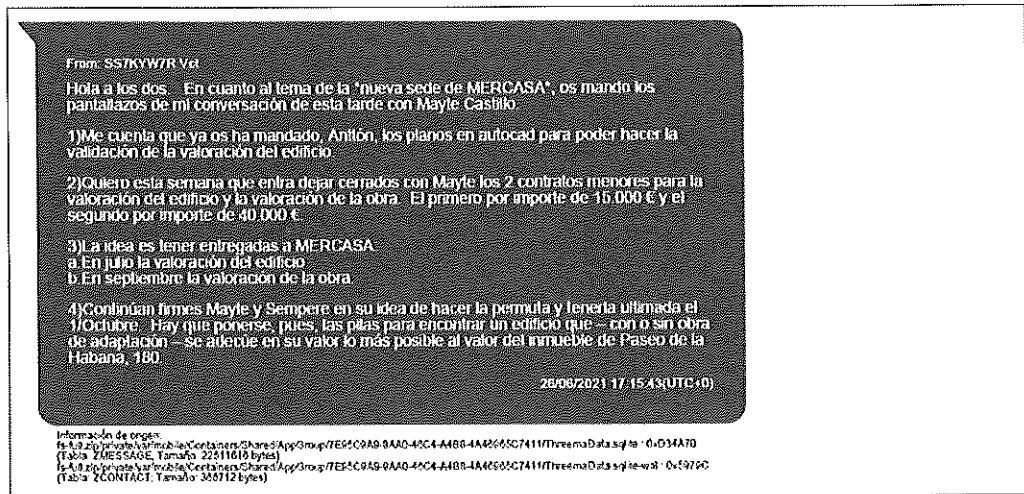 From: SS7KYW7R Vct
Hola a los dos. En cuanto al tema de la "nueva sede de MERCASA", os mando los
pantallazos de mi conversación de esta tarde con Mayte Castillo.
1)Me cuenta que ya os ha mandado, Antlón, los planos en autocad para poder hacer la
validación de la valoración del edificio.
2)Quiero esta semana que entra dejar cerrados con Mayte los 2 contratos menores para la
valoración del edificio y la valoración de la obra. El primero por importe de 15.000 € y el
segundo por importe de 40.000 €.
3)La idea es tener entregadas a MERCASA
a.En julio la valoración del edificio
b.En septiembre la valoración de la obra.
4)Continúan firmes Mayte y Sempere en su idea de hacer la permuta y tenerla ultimada el
1/Octubre. Hay que ponerse, pues, las pilas para encontrar un edificio que – con o sin obra
de adaptación – se adecúe en su valor lo más posible al valor del inmueble de Paseo de la
Habana, 180.
26/06/2021 17:15:43(UTC+0)
Información de origen:
(Tabla: ZMESSAGE, Tamaño: 22511616 bytes)
(Tabla: ZCONTACT; Tamaño: 366712 bytes)